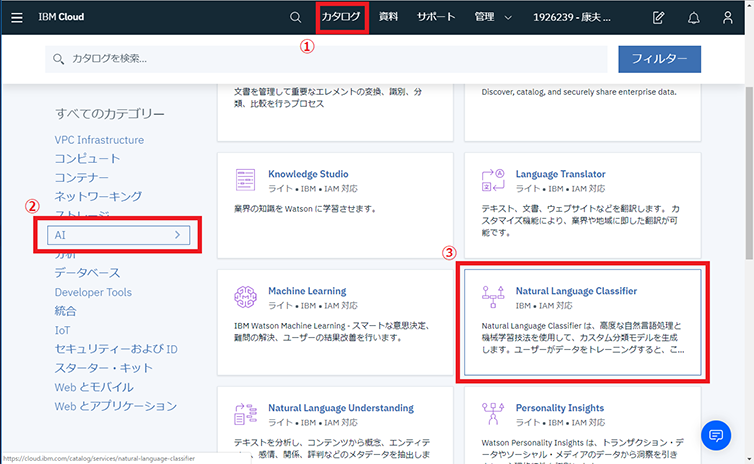 IBM Cloud
カタログ
資料
サポート
管理
1926239 - 康夫 ...
①
カタログを検索...
フィルター
すべてのカテゴリー
VPC Infrastructure
コンピュート
コンテナー
ネットワーキング
②
ストレージ
AI
分析
データベース
Developer Tools
統合
IoT
セキュリティーおよび ID
スターター・キット
Web とモバイル
Web とアプリケーション
文書を管理して重要なエレメントの変換、識別、分
類、比較を行うプロセス
Discover, catalog, and securely share enterprise data.
Knowledge Studio
ライト • IBM • IAM 対応
業界の知識を Watson に学習させます。
Language Translator
ライト • IBM • IAM 対応
テキスト、文書、ウェブサイトなどを翻訳します。 カ
スタマイズ機能により、業界や地域に即した翻訳が可
能です。
Machine Learning
ライト • IBM • IAM 対応
IBM Watson Machine Learning - スマートな意思決定、
難問の解決、ユーザーの結果改善を行います。
③
Natural Language Classifier
IBM • IAM 対応
Natural Language Classifier は、高度な自然言語処理と
機械学習技法を使用して、カスタム分類モデルを生成
します。ユーザーがデータをトレーニングすると、こ...
Natural Language Understanding
ライト • IBM • IAM 対応
テキストを分析し、コンテンツから概念、エンティテ
ィー、感情、関係、評判などのメタデータを抽出しま
Personality Insights
ライト • IBM • IAM 対応
Watson Personality Insights は、トランザクション・デ
ータやソーシャル・メディアのデータから洞察を引き
https://cloud.ibm.com/catalog/services/natural-language-classifier